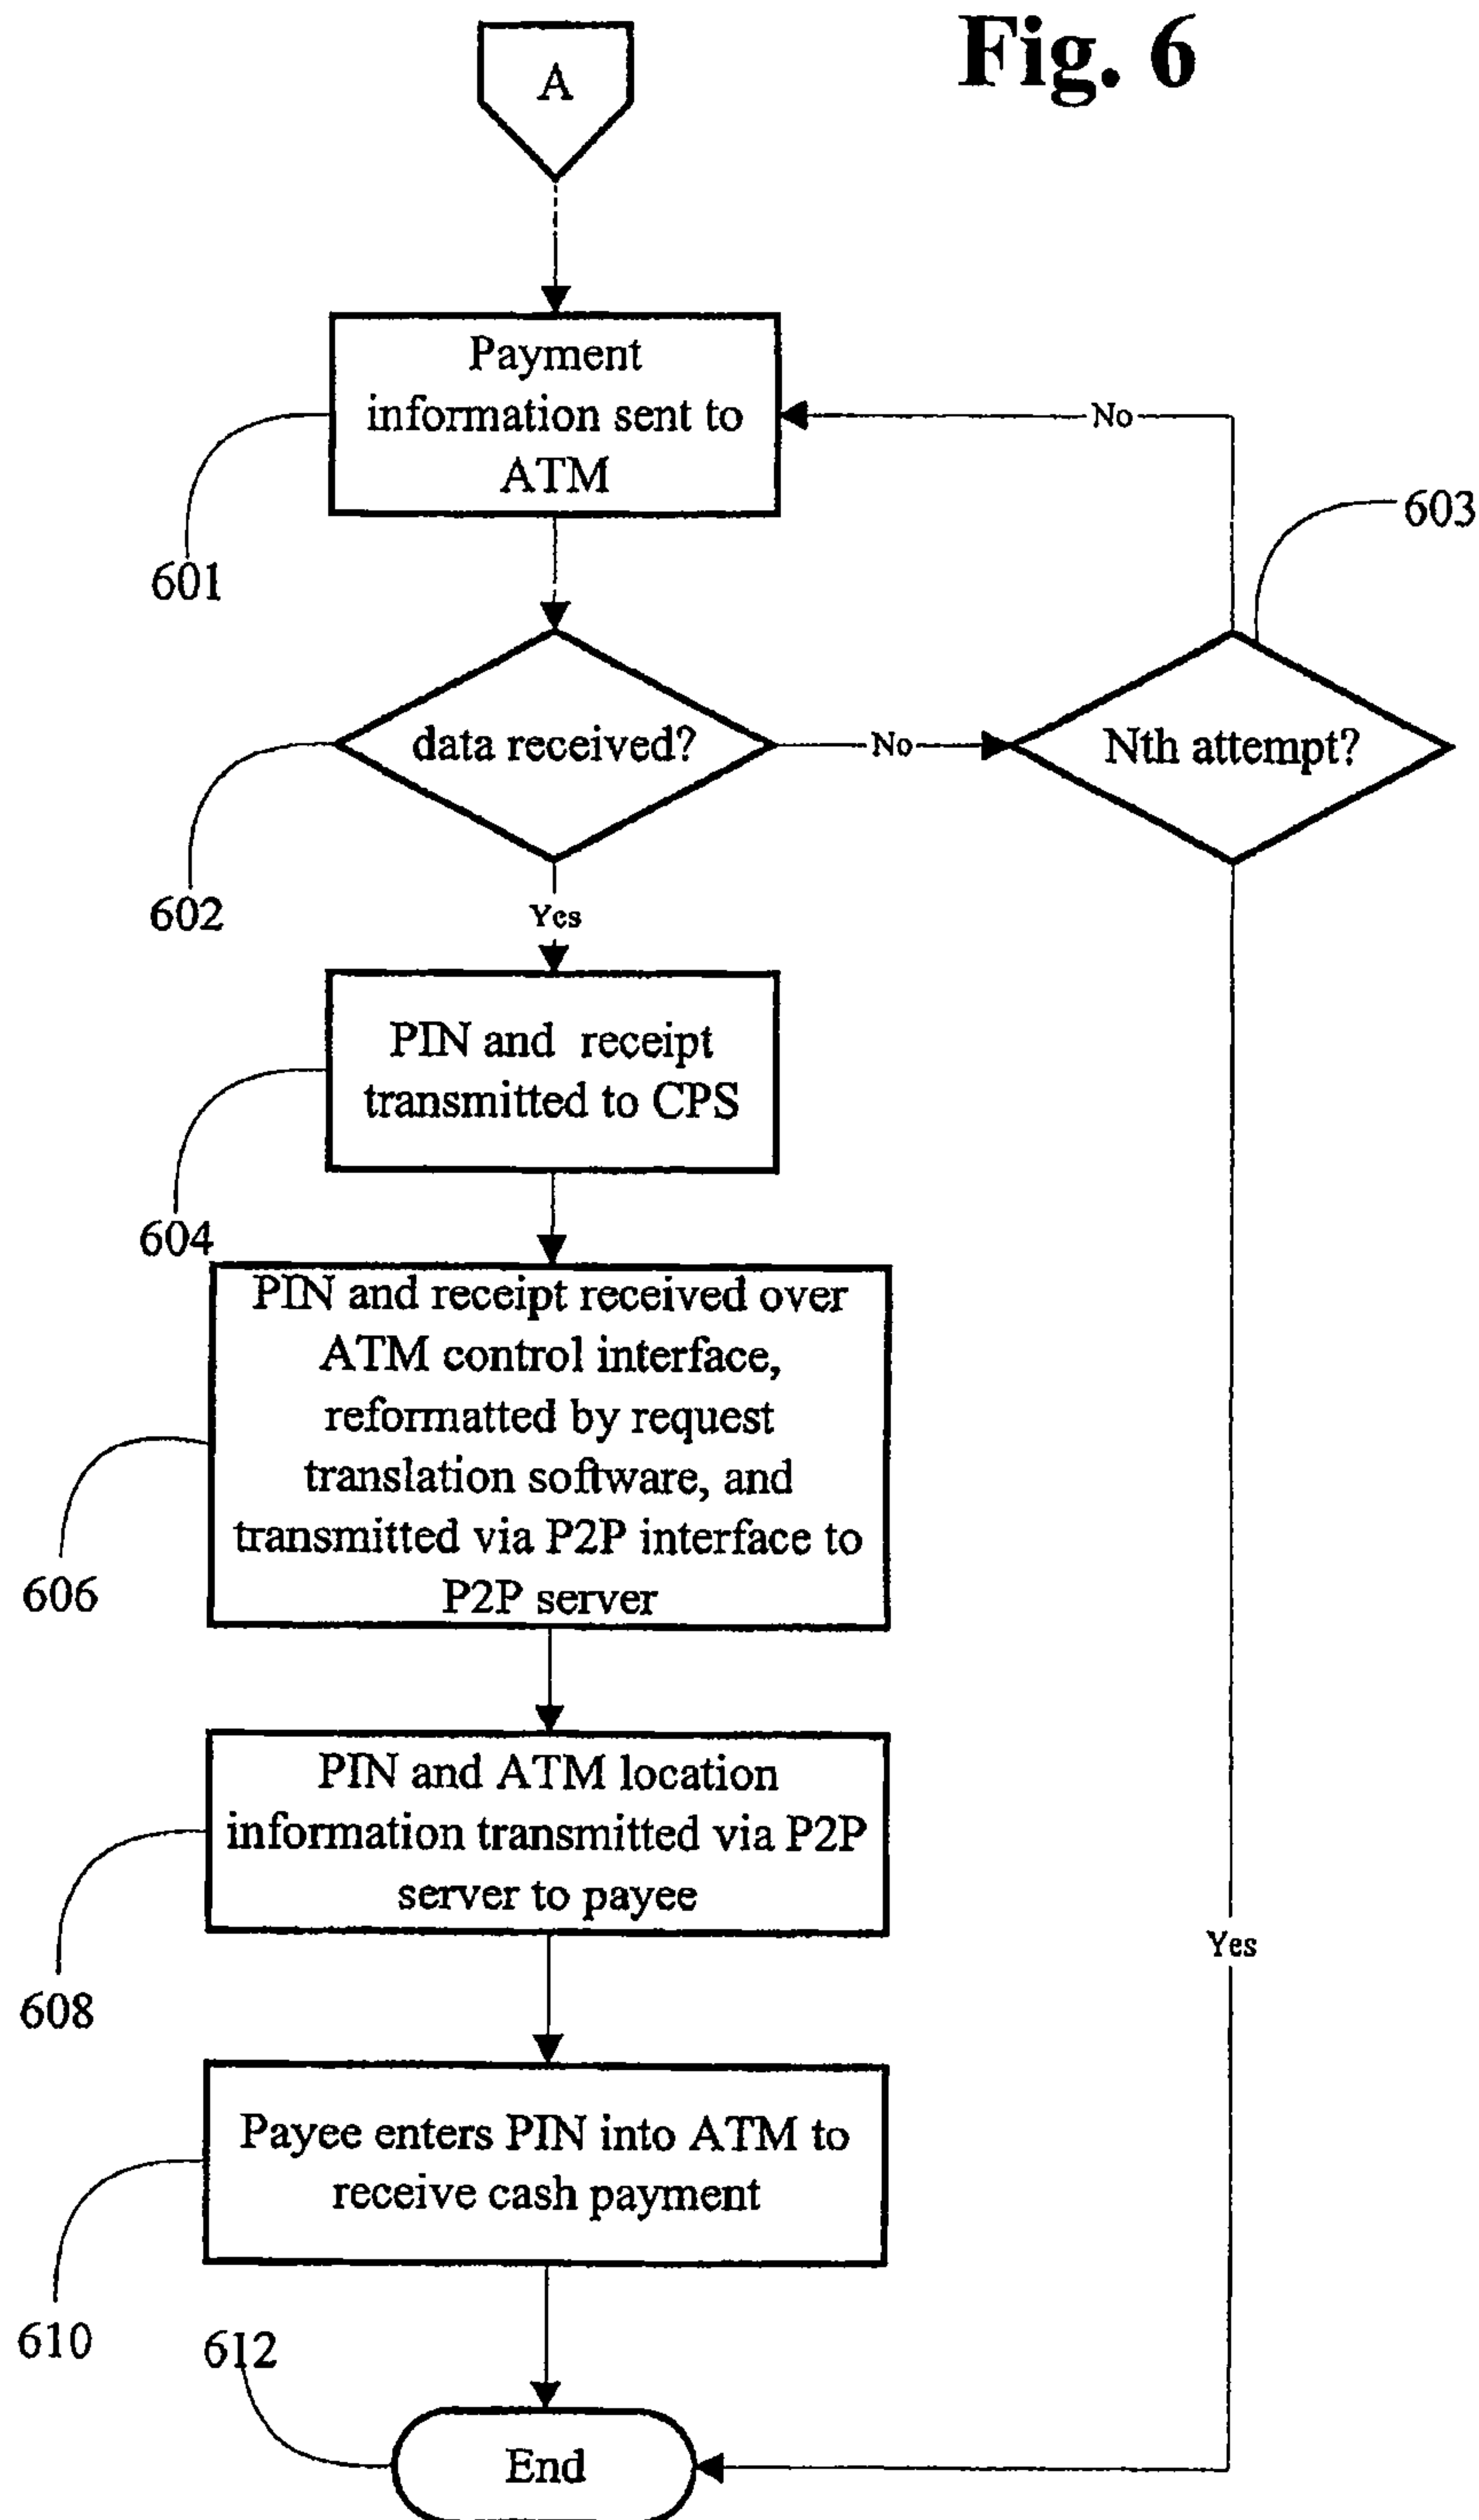 Fig. 6
A
Payment
information sent to
ATM
No
603
601
data received?
No
Nth attempt?
602
Yes
PIN and receipt
transmitted to CPS
604
PIN and receipt received over
ATM control interface,
reformatted by request
translation software, and
transmitted via P2P interface to
P2P server
606
PIN and ATM location
information transmitted via P2P
server to payee
Yes
608
Payee enters PIN into ATM to
receive cash payment
610
612
End